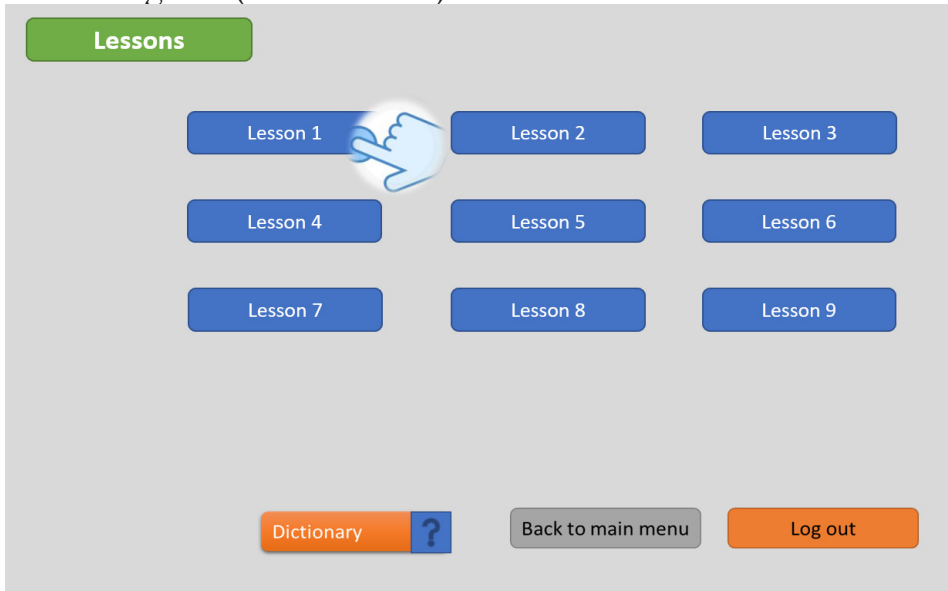 Lessons
Lesson 1 Lesson 2 Lesson 3
Lesson 4 Lesson 5 Lesson 6
Lesson 7 Lesson 8 Lesson 9
Dictionary ? Back to main menu Log out